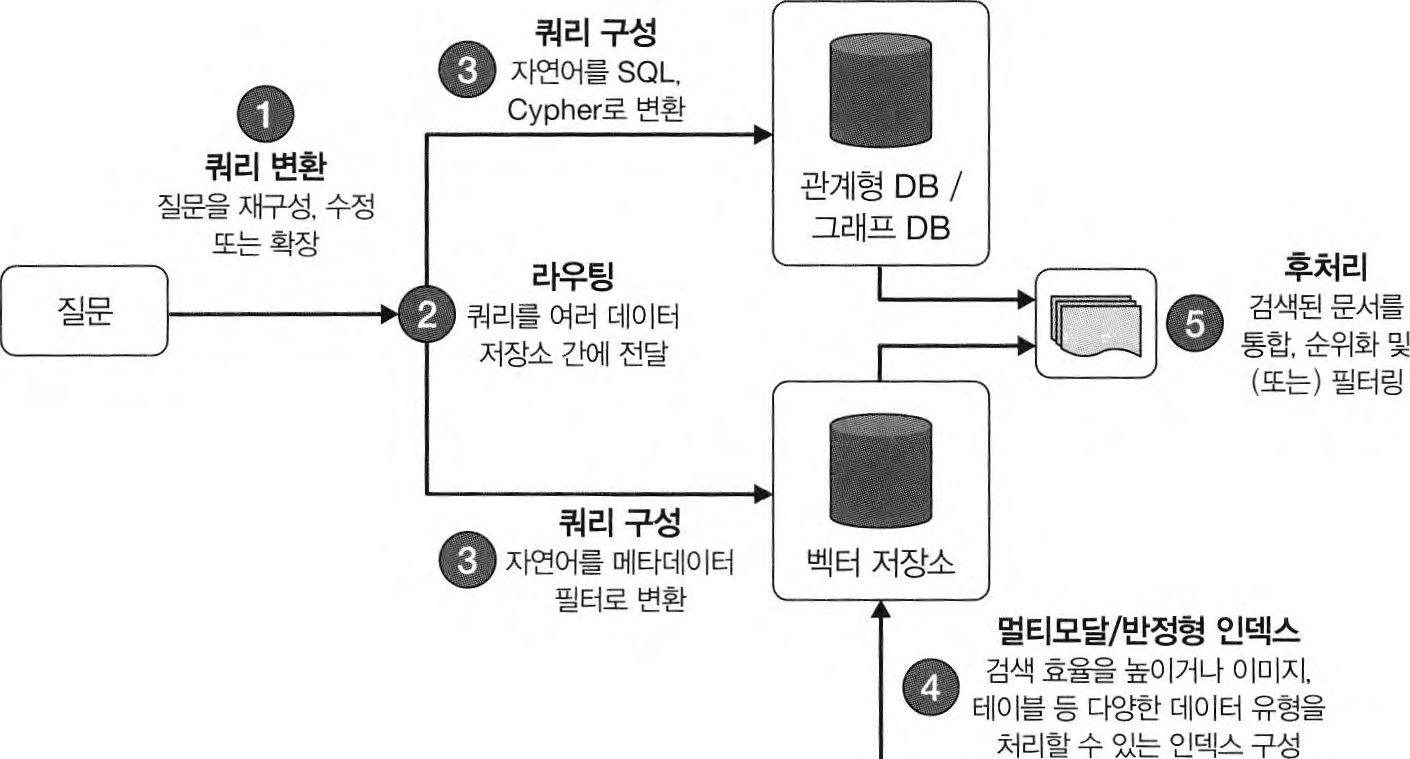 1
쿼리 변환
질문을 재구성, 수정
또는 확장
질문
2
라우팅
쿼리를 여러 데이터
저장소 간에 전달
3
쿼리 구성
자연어를 SQL,
Cypher로 변환
관계형 DB /
그래프 DB
3
쿼리 구성
자연어를 메타데이터
필터로 변환
벡터 저장소
4
멀티모달/반정형 인덱스
검색 효율을 높이거나 이미지,
테이블 등 다양한 데이터 유형을
처리할 수 있는 인덱스 구성
5
후처리
검색된 문서를
통합, 순위화 및
(또는) 필터링